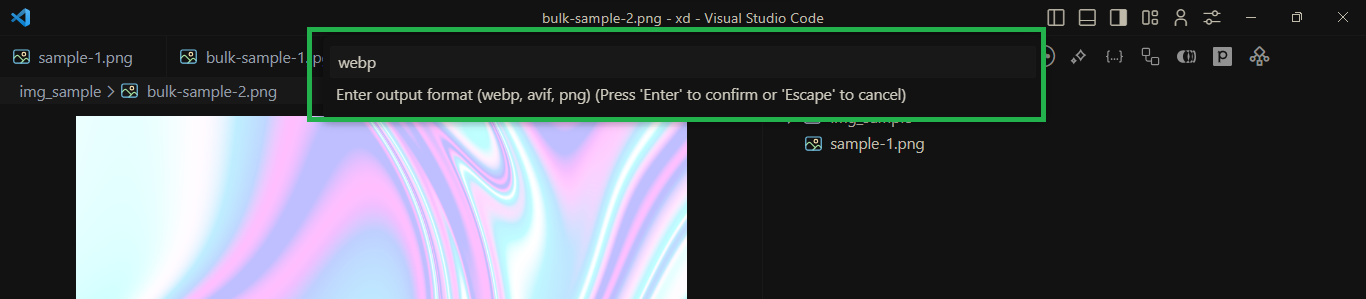 bulk-sample-2.png - xd - Visual Studio Code
sample-1.png
bulk-sample-1.p
webp
img_sample > bulk-sample-2.png
Enter output format (webp, avif, png) (Press 'Enter' to confirm or 'Escape' to cancel)
img_sample
sample-1.png